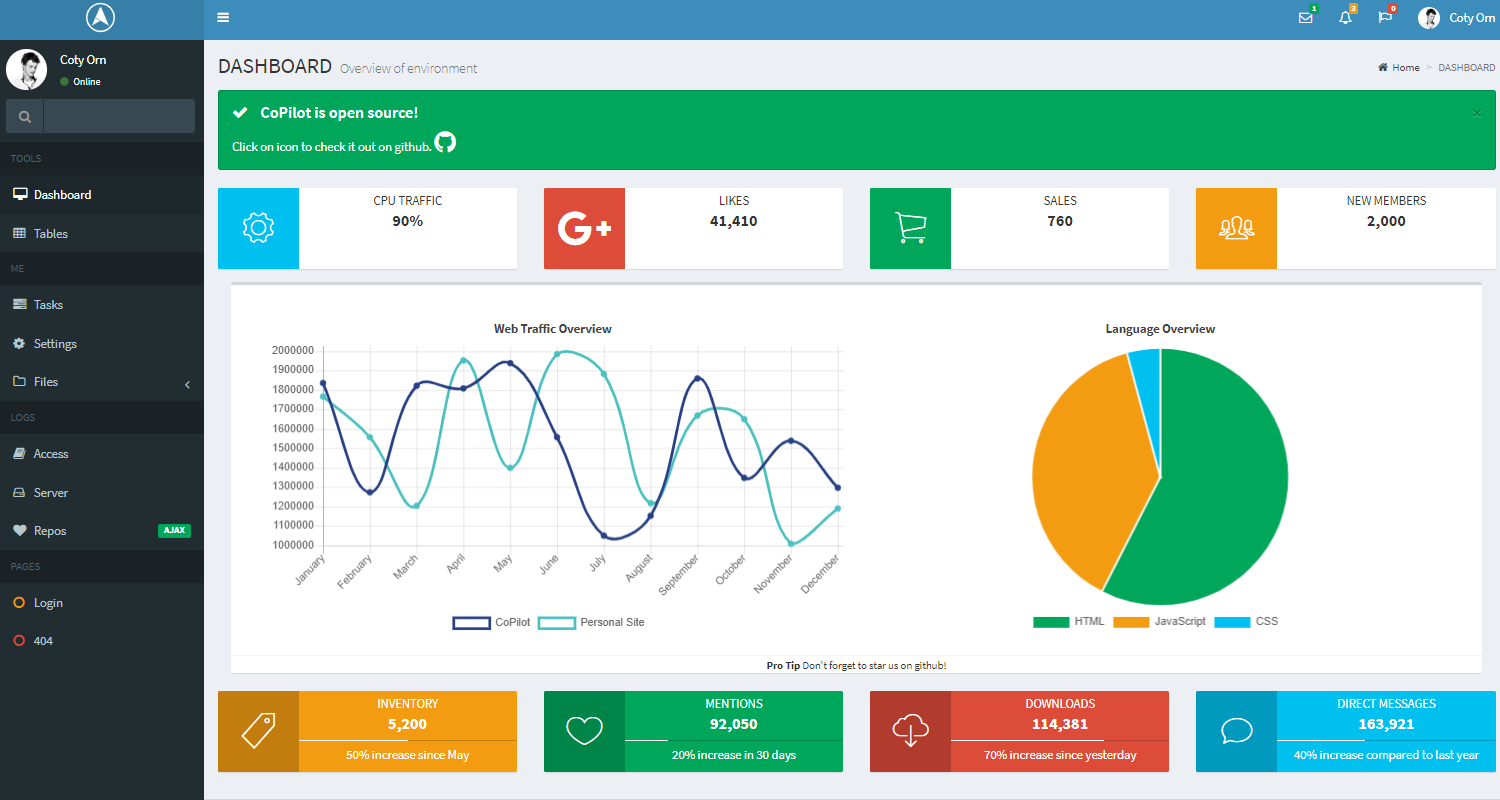 1
3
0
Coty Orn
Coty Orn
Online
TOOLS
Dashboard
Tables
ME
Tasks
Settings
Files
LOGS
Access
Server
Repos AJAX
PAGES
Login
404
DASHBOARD Overview of environment
Home > DASHBOARD
CoPilot is open source!
×
Click on icon to check it out on github.
CPU TRAFFIC
90%
G+
LIKES
41,410
SALES
760
NEW MEMBERS
2,000
Web Traffic Overview
2000000
1900000
1800000
1700000
1600000
1500000
1400000
1300000
1200000
1100000
1000000
January
February
March
April
May
June
July
August
September
October
November
December
CoPilot Personal Site
Language Overview
HTML JavaScript CSS
Pro Tip Don't forget to star us on github!
INVENTORY
5,200
50% increase since May
MENTIONS
92,050
20% increase in 30 days
DOWNLOADS
114,381
70% increase since yesterday
DIRECT MESSAGES
163,921
40% increase compared to last year